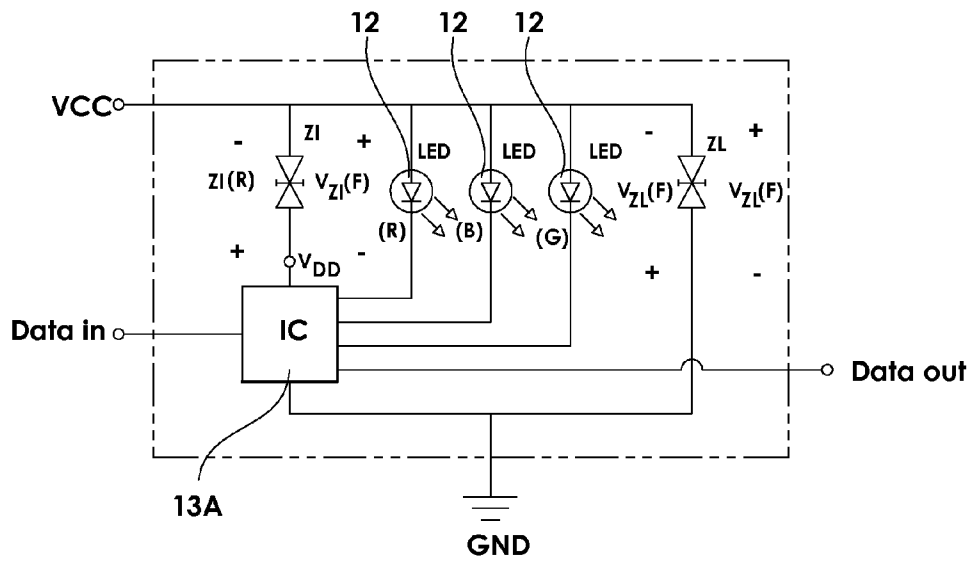 12 12 12
VCC
- ZI + - ZL +
LED LED LED
ZI(R) VZI(F) VZL(F) VZL(F)
(R) (B) (G)
+ VDD - + -
Data in IC
Data out
13A
GND